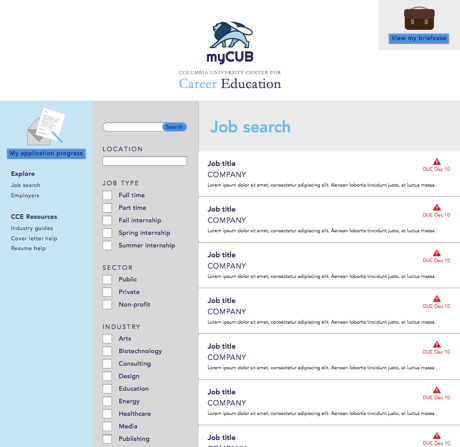 View my briefcase
myCUB
COLUMBIA UNIVERSITY CENTER FOR
Career Education
My application progress
Explore
Job search
Employers
CCE Resources
Industry guides
Cover letter help
Resume help
Search
LOCATION
JOB TYPE
Full time
Part time
Fall internship
Spring internship
Summer internship
SECTOR
Public
Private
Non-profit
INDUSTRY
Arts
Biotechnology
Consulting
Design
Education
Energy
Healthcare
Media
Publishing
Job search
Job title
COMPANY
Lorem ipsum dolor sit amet, consectetur adipiscing elit. Aenean lobortis tincidunt justo, at luctus massa .
DUE Dec 10
Job title
COMPANY
Lorem ipsum dolor sit amet, consectetur adipiscing elit. Aenean lobortis tincidunt justo, at luctus massa .
DUE Dec 10
Job title
COMPANY
Lorem ipsum dolor sit amet, consectetur adipiscing elit. Aenean lobortis tincidunt justo, at luctus massa .
DUE Dec 10
Job title
COMPANY
Lorem ipsum dolor sit amet, consectetur adipiscing elit. Aenean lobortis tincidunt justo, at luctus massa .
DUE Dec 10
Job title
COMPANY
Lorem ipsum dolor sit amet, consectetur adipiscing elit. Aenean lobortis tincidunt justo, at luctus massa .
DUE Dec 10
Job title
COMPANY
Lorem ipsum dolor sit amet, consectetur adipiscing elit. Aenean lobortis tincidunt justo, at luctus massa .
DUE Dec 10
Job title
COMPANY
DUE Dec 10